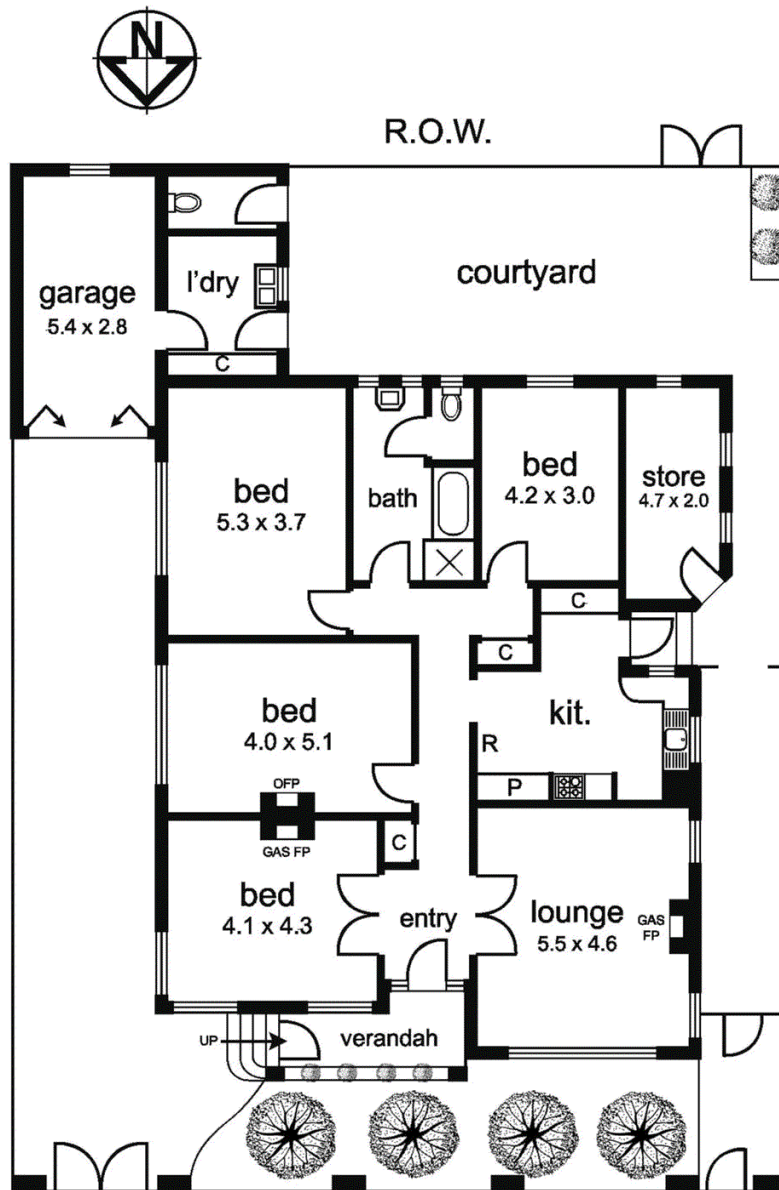 N
R.O.W.
garage
5.4 x 2.8
l'dry
C
courtyard
bed
5.3 x 3.7
bath
bed
4.2 x 3.0
store
4.7 x 2.0
C
C
bed
4.0 x 5.1
OFP
kit.
R
P
GAS FP
bed
4.1 x 4.3
C
entry
lounge
5.5 x 4.6
GAS
FP
UP
verandah